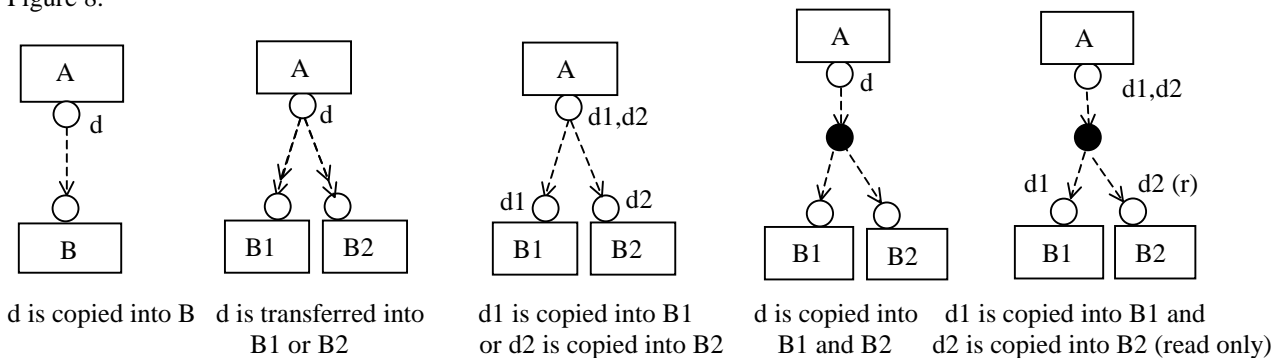 Figure 8.
A
d
B
d is copied into B
A
d
B1
B2
d is transferred into
B1 or B2
A
d1,d2
d1
d2
B1
B2
d1 is copied into B1
or d2 is copied into B2
A
d
B1
B2
d is copied into
B1 and B2
A
d1,d2
d1
d2 (r)
B1
B2
d1 is copied into B1 and
d2 is copied into B2 (read only)